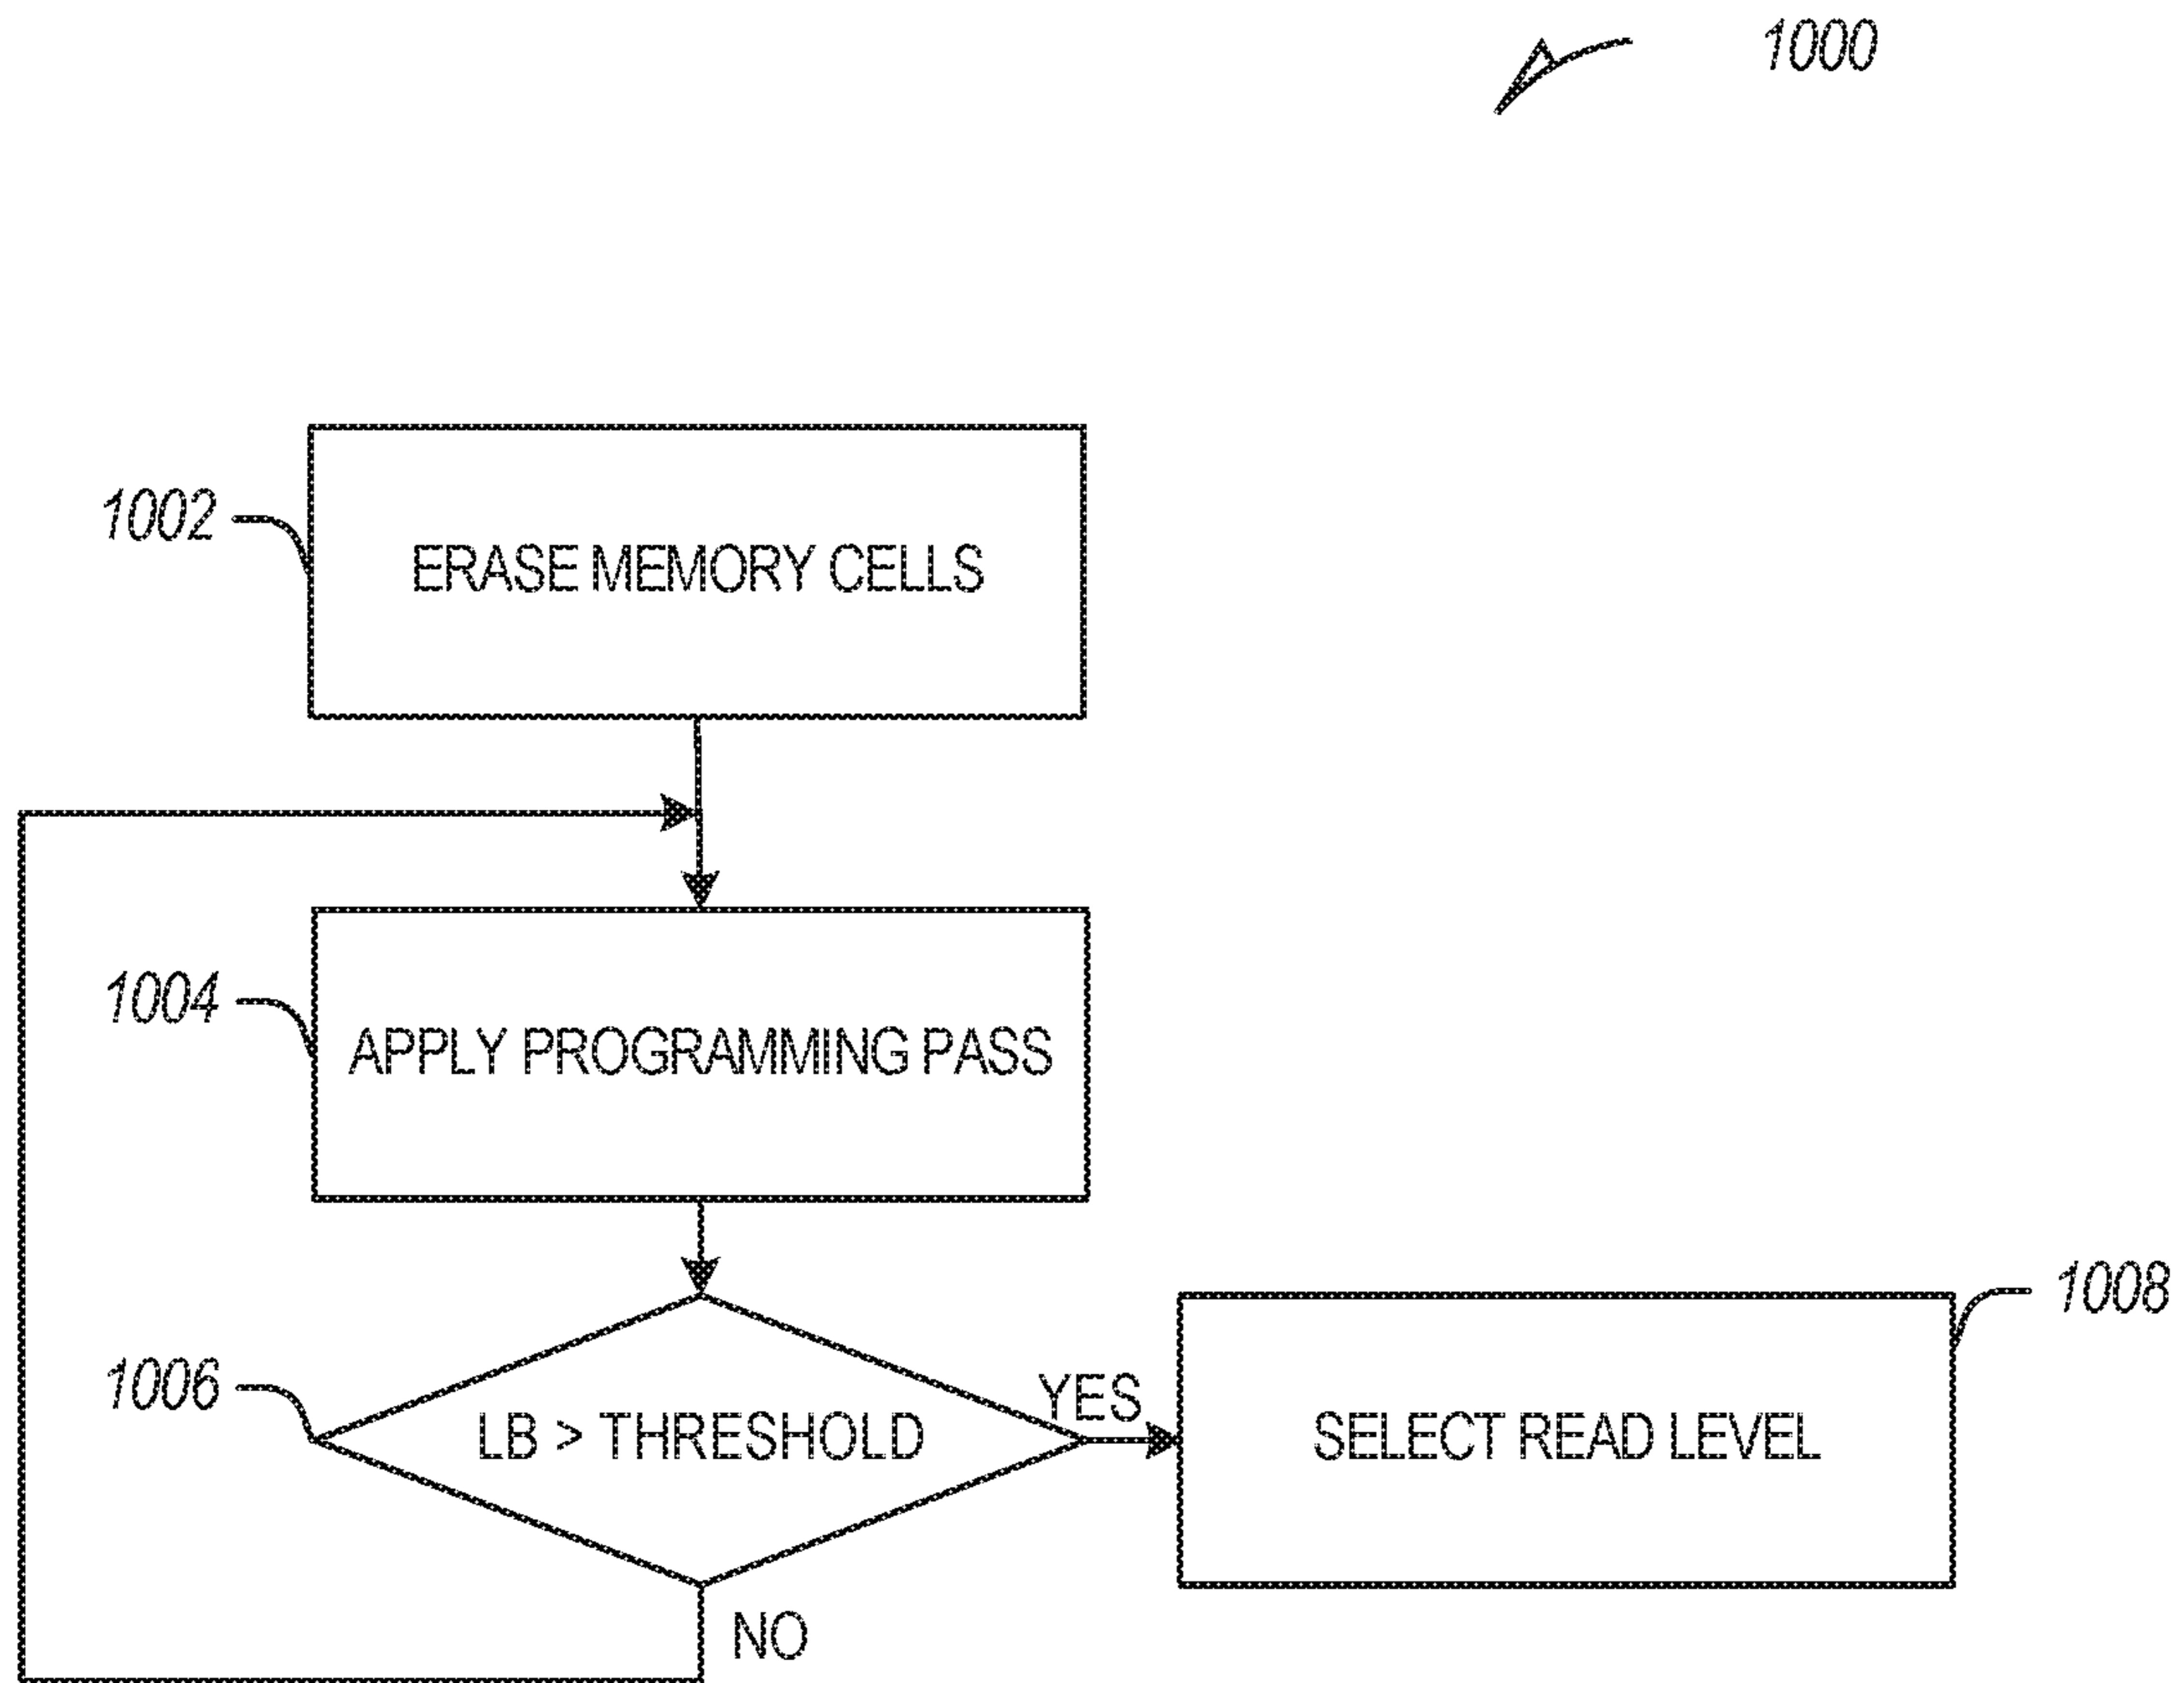 1000
1002
ERASE MEMORY CELLS
1004
APPLY PROGRAMMING PASS
1006
LB > THRESHOLD
YES
1008
SELECT READ LEVEL
NO